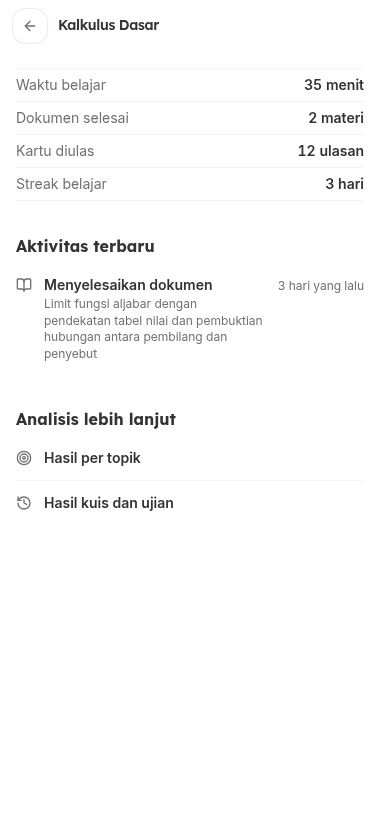 Kalkulus Dasar
Waktu belajar 35 menit
Dokumen selesai 2 materi
Kartu diulas 12 ulasan
Streak belajar 3 hari
Aktivitas terbaru
Menyelesaikan dokumen 3 hari yang lalu
Limit fungsi aljabar dengan
pendekatan tabel nilai dan pembuktian
hubungan antara pembilang dan
penyebut
Analisis lebih lanjut
Hasil per topik
Hasil kuis dan ujian